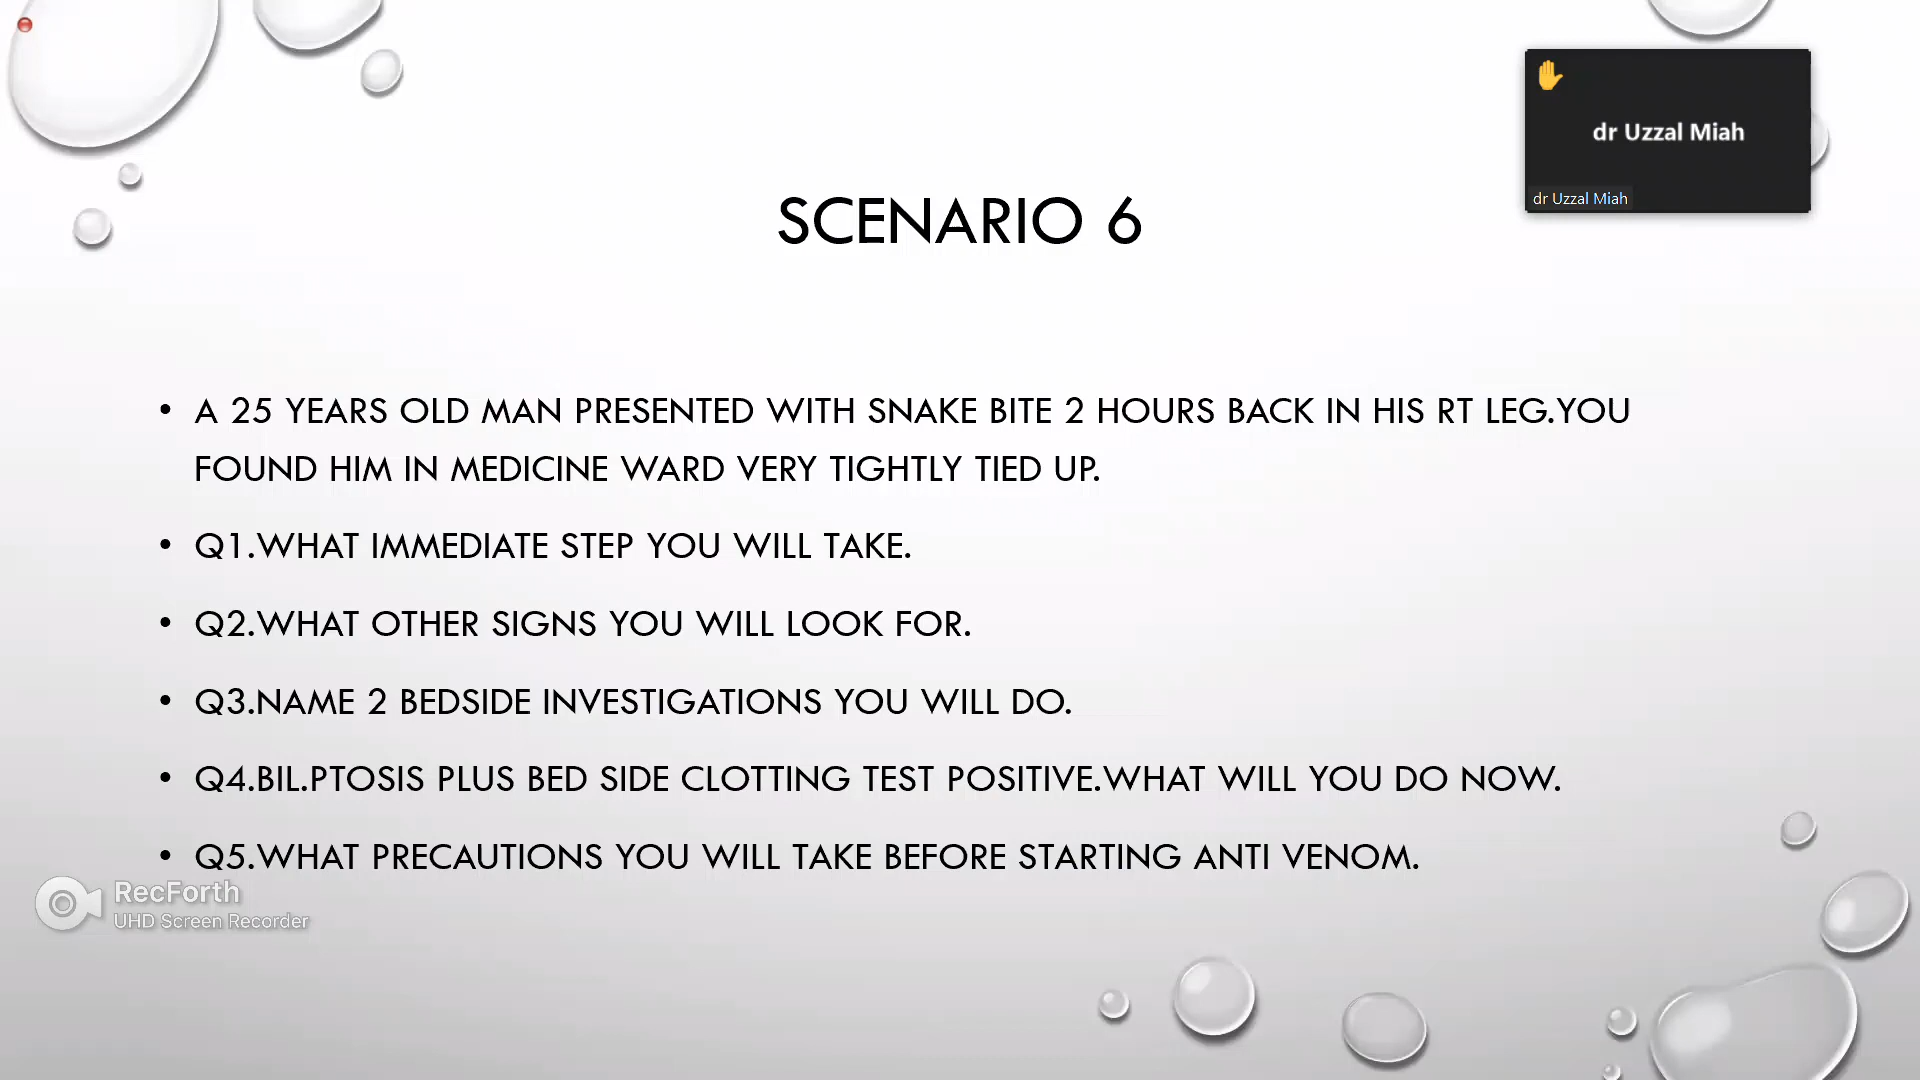 dr Uzzal Miah
dr Uzzal Miah
SCENARIO 6
• A 25 YEARS OLD MAN PRESENTED WITH SNAKE BITE 2 HOURS BACK IN HIS RT LEG.YOU
FOUND HIM IN MEDICINE WARD VERY TIGHTLY TIED UP.
• Q1.WHAT IMMEDIATE STEP YOU WILL TAKE.
• Q2.WHAT OTHER SIGNS YOU WILL LOOK FOR.
• Q3.NAME 2 BEDSIDE INVESTIGATIONS YOU WILL DO.
• Q4.BIL.PTOSIS PLUS BED SIDE CLOTTING TEST POSITIVE.WHAT WILL YOU DO NOW.
• Q5.WHAT PRECAUTIONS YOU WILL TAKE BEFORE STARTING ANTI VENOM.
RecForth
UHD Screen Recorder